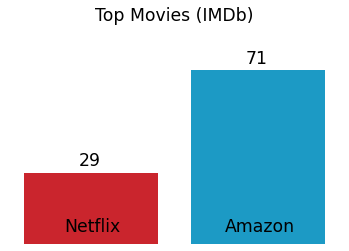 Top Movies (IMDb)
71
29
Netflix
Amazon